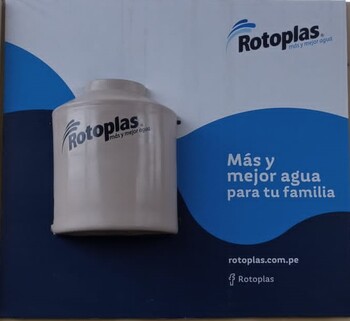 Rotoplas
más y mejor agua
Rotoplas
más y mejor agua
Más y
mejor agua
para tu familia
rotoplas.com.pe
Rotoplas